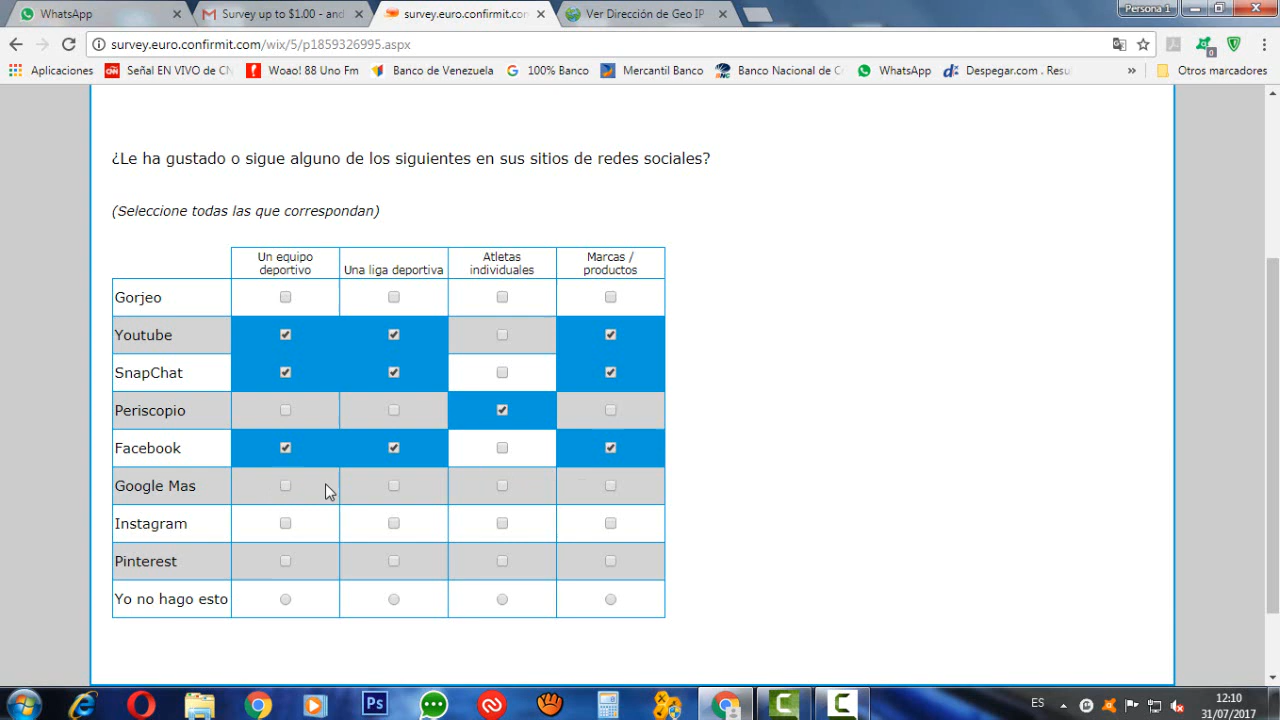 WhatsApp
Survey up to $1.00 - and
survey.euro.confirmit.co
Ver Dirección de Geo IP
Persona 1
survey.euro.confirmit.com/wix/5/p1859326995.aspx
Aplicaciones
Señal EN VIVO de CN
Woao! 88 Uno Fm
Banco de Venezuela
100% Banco
Mercantil Banco
Banco Nacional de C
WhatsApp
Despegar.com . Resu
»
Otros marcadores
¿Le ha gustado o sigue alguno de los siguientes en sus sitios de redes sociales?
(Seleccione todas las que correspondan)
Un equipo
deportivo
Una liga deportiva
Atletas
individuales
Marcas /
productos
Gorjeo
Youtube
SnapChat
Periscopio
Facebook
Google Mas
Instagram
Pinterest
Yo no hago esto
Ps
ES
12:10
31/07/2017